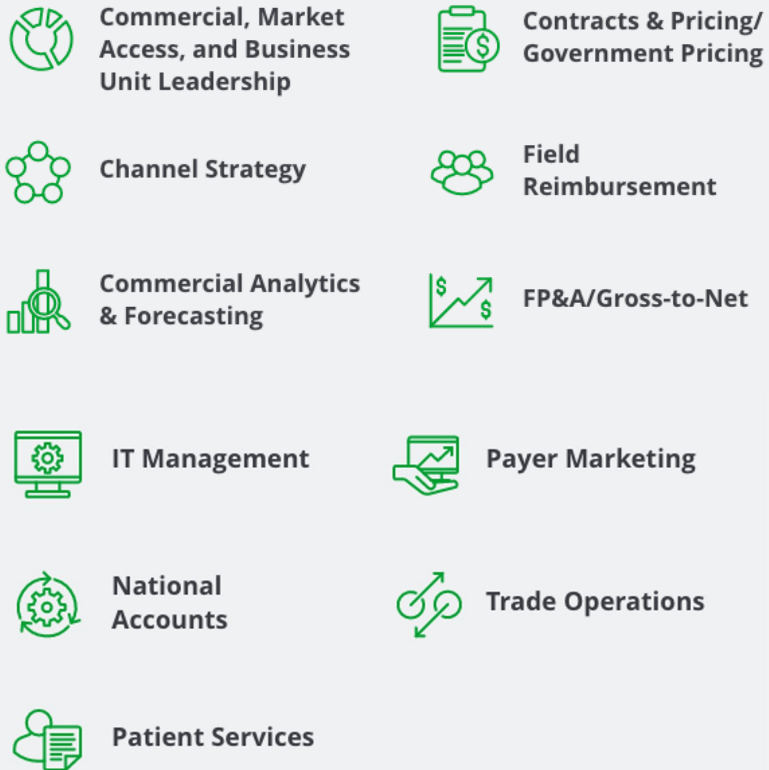 Commercial, Market
Access, and Business
Unit Leadership
Contracts & Pricing/
Government Pricing
Channel Strategy
Field
Reimbursement
Commercial Analytics
& Forecasting
$
$
$
FP&A/Gross-to-Net
IT Management
Payer Marketing
National
Accounts
Trade Operations
Patient Services